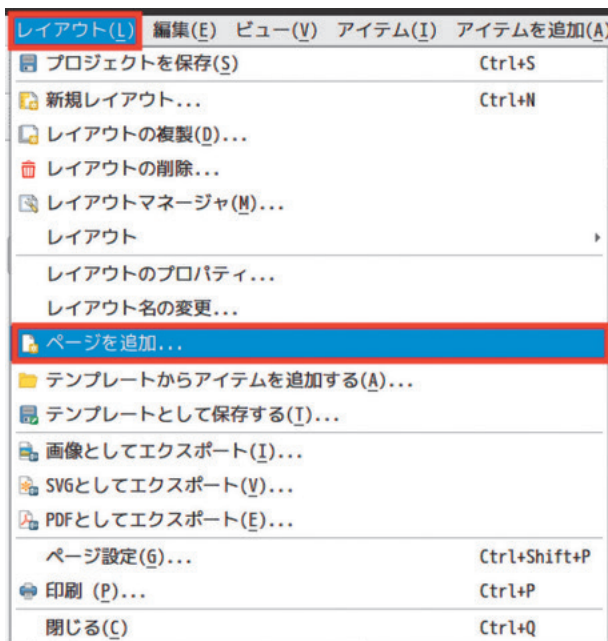 レイアウト(L) 編集(E) ビュー(V) アイテム(I) アイテムを追加(A)
プロジェクトを保存(S) Ctrl+S
新規レイアウト... Ctrl+N
レイアウトの複製(D)...
レイアウトの削除...
レイアウトマネージャ(M)...
レイアウト
レイアウトのプロパティ...
レイアウト名の変更...
ページを追加...
テンプレートからアイテムを追加する(A)...
テンプレートとして保存する(T)...
画像としてエクスポート(I)...
SVGとしてエクスポート(V)...
PDFとしてエクスポート(E)...
ページ設定(G)... Ctrl+Shift+P
印刷 (P)... Ctrl+P
閉じる(C) Ctrl+Q